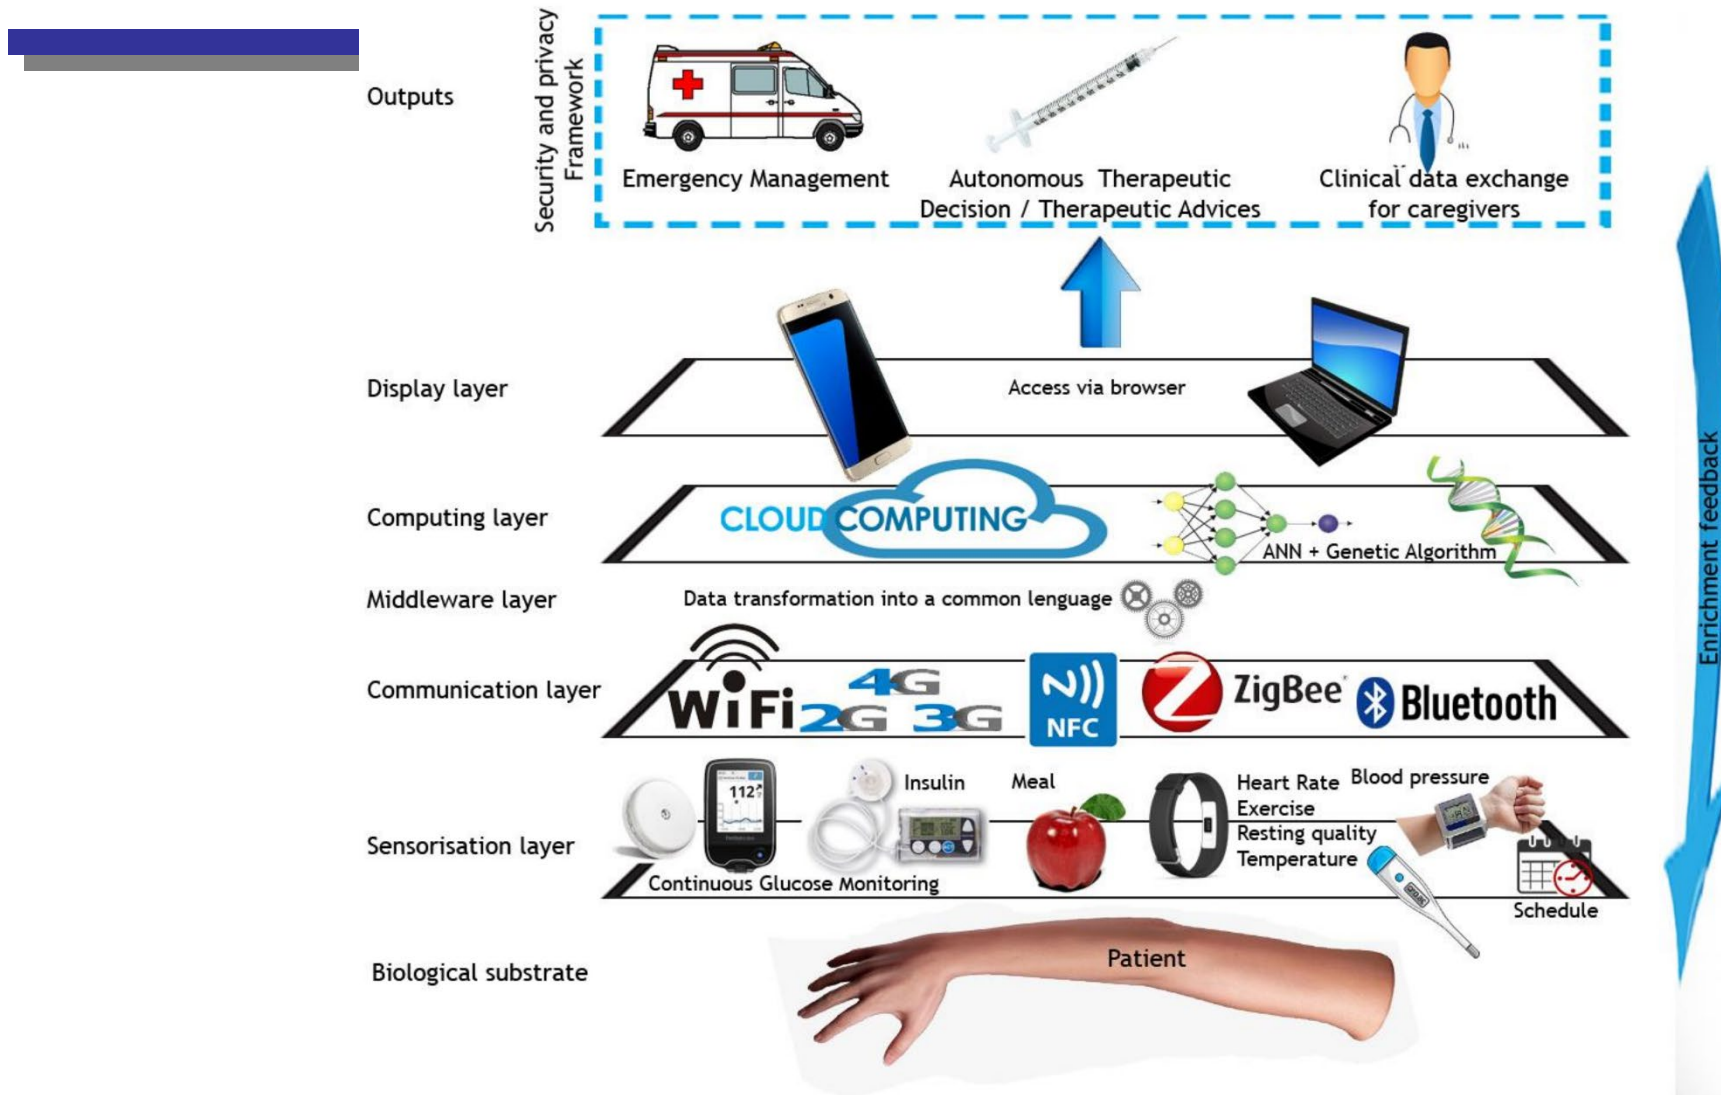 Security and privacy
Framework
Outputs
Emergency Management
Autonomous Therapeutic
Decision / Therapeutic Advices
Clinical data exchange
for caregivers
Display layer
Access via browser
Computing layer
CLOUD COMPUTING
ANN + Genetic Algorithm
Middleware layer
Data transformation into a common lenguage
Communication layer
WiFi
4G
2G 3G
NFC
ZigBee
Bluetooth
Sensorisation layer
112
Continuous Glucose Monitoring
Insulin
Meal
Heart Rate
Exercise
Resting quality
Temperature
Blood pressure
Schedule
Biological substrate
Patient
Enrichment feedback